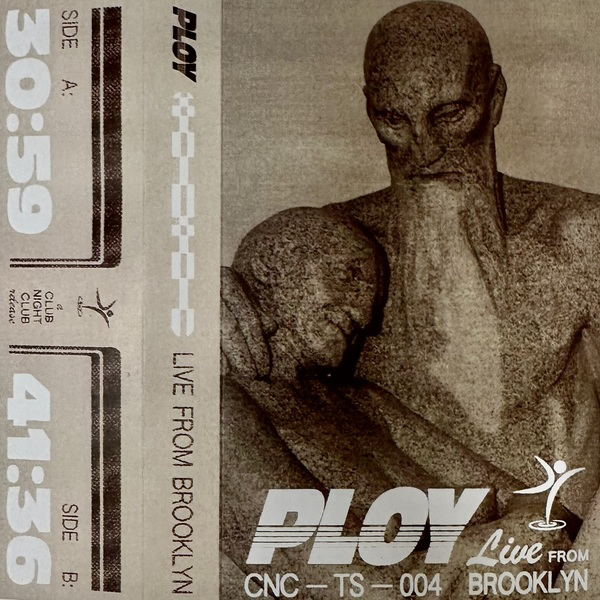 SIDE A:
30:59
a
CLUB
NIGHT
CLUB
release
SIDE B:
41:36
PLOY
LIVE FROM BROOKLYN
PLOY
Live FROM
BROOKLYN
CNC - TS - 004